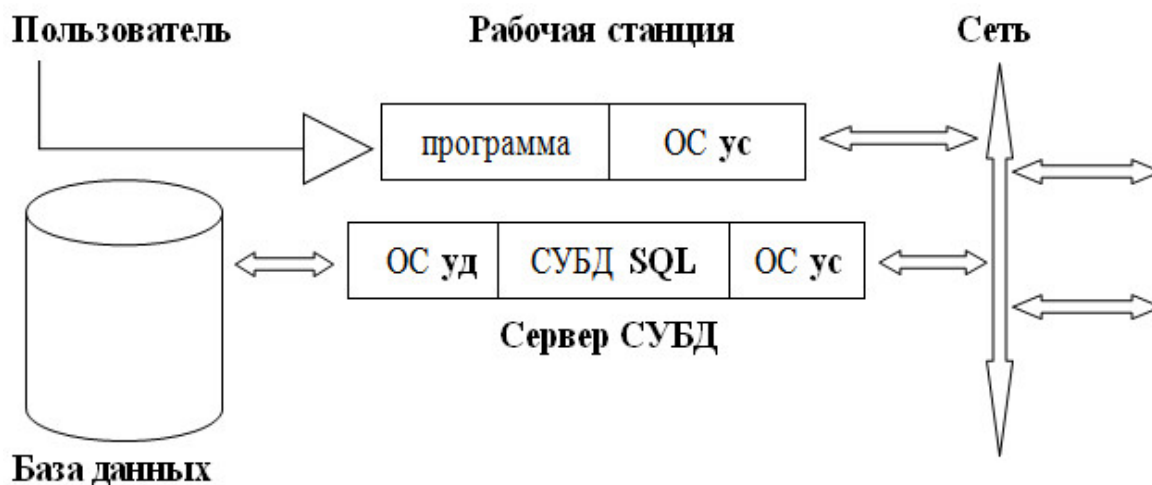 Пользователь
Рабочая станция
Сеть
программа
ОС ус
ОС уд
СУБД SQL
ОС ус
Сервер СУБД
База данных